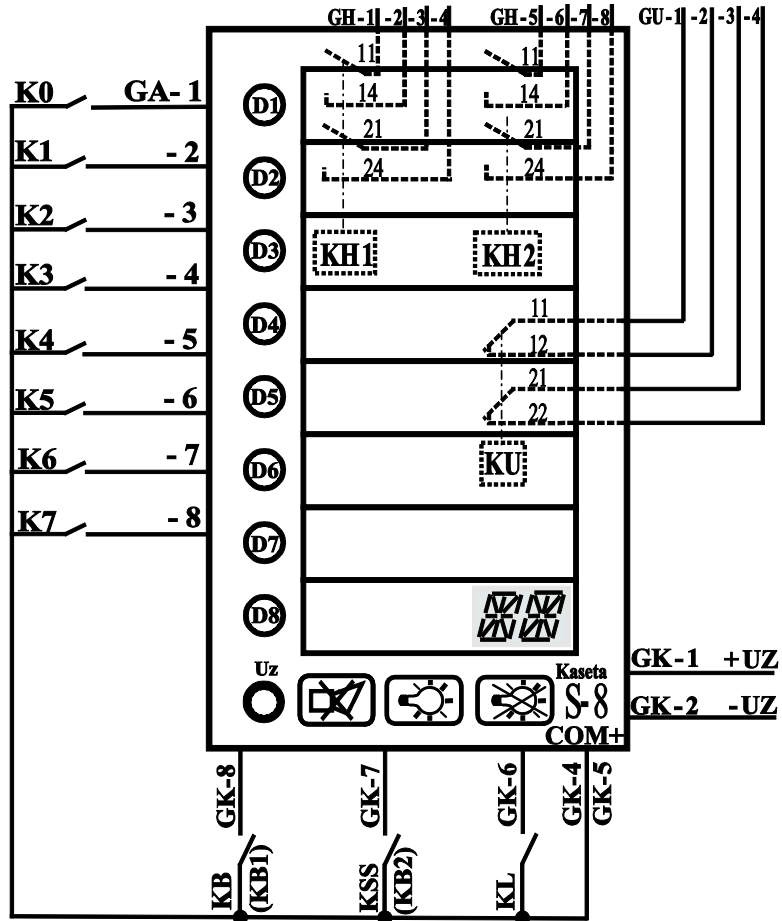 GH-1 -2 -3 -4 GH-5 -6 -7 -8 GU-1 -2 -3 -4
11 11
K0 GA-1 D1 14 14
21 21
K1 -2 D2 24 24
K2 -3 D3 KH1 KH2
K3 -4 D4 11
K4 -5 12
K5 -6 D5 21
22
K6 -7 D6 KU
K7 -8 D7
D8
Uz Kaseta
S-8
COM+
GK-1 +UZ
GK-2 -UZ
GK-8 GK-7 GK-6 GK-4 GK-5
KB (KB1) KSS (KB2) KL